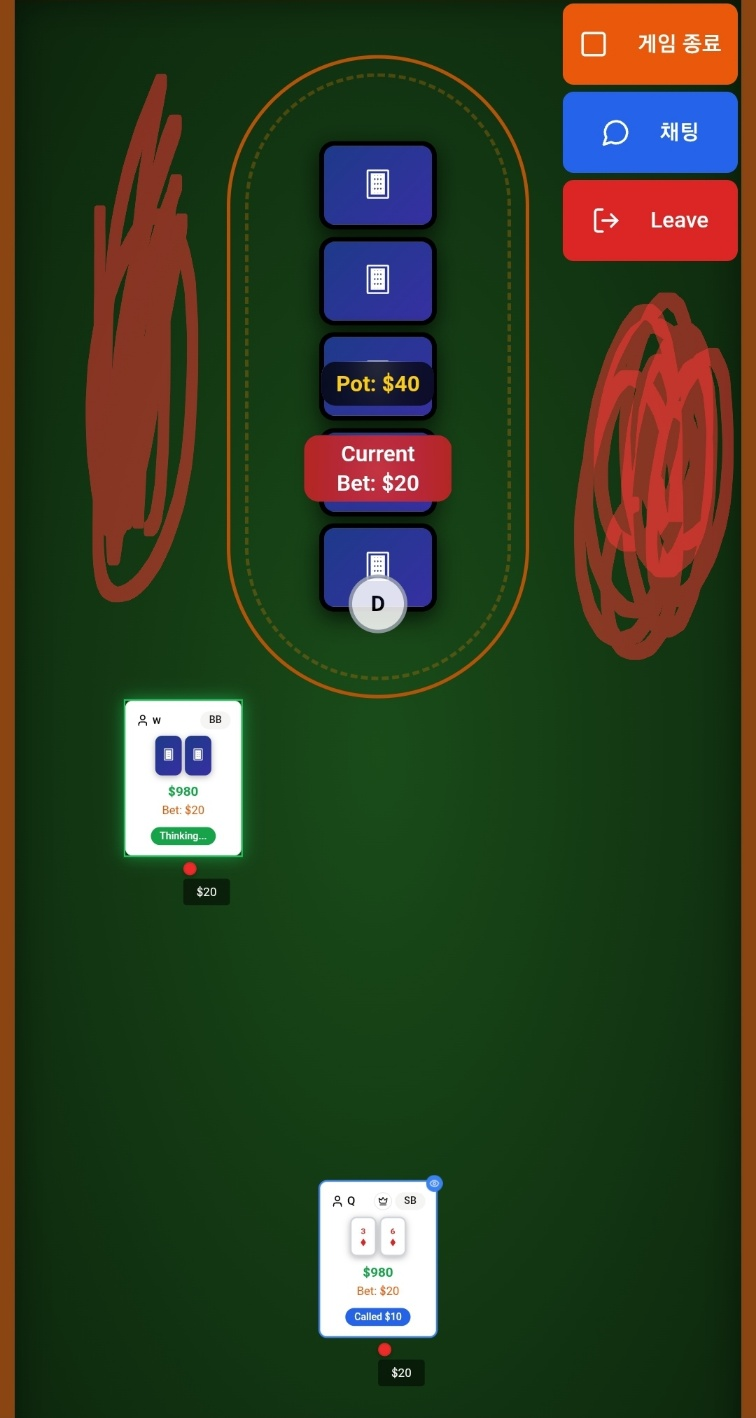 게임 종료
채팅
Leave
Pot: $40
Current
Bet: $20
D
w BB
$980
Bet: $20
Thinking...
$20
Q SB
3 6
♦ ♦
$980
Bet: $20
Called $10
$20